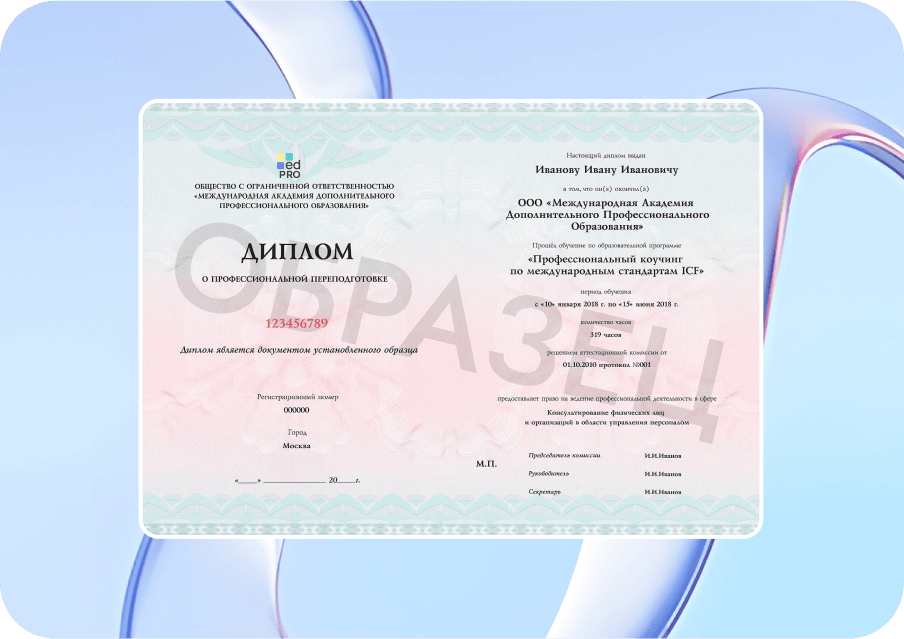 ed
PRO
ОБЩЕСТВО С ОГРАНИЧЕННОЙ ОТВЕТСТВЕННОСТЬЮ
«МЕЖДУНАРОДНАЯ АКАДЕМИЯ ДОПОЛНИТЕЛЬНОГО
ПРОФЕССИОНАЛЬНОГО ОБРАЗОВАНИЯ»
ДИПЛОМ
О ПРОФЕССИОНАЛЬНОЙ ПЕРЕПОДГОТОВКЕ
123456789
Диплом является документом установленного образца
Регистрационный номер
000000
Город
Москва
«____» ______________ 20____г.
ОБРАЗЕЦ
Настоящий диплом выдан
Иванову Ивану Ивановичу
в том, что он(а) окончил(а)
ООО «Международная Академия
Дополнительного Профессионального
Образования»
Прошёл обучение по образовательной программе
«Профессиональный коучинг
по международным стандартам ICF»
период обучения
с «10» января 2018 г. по «15» июня 2018 г.
количество часов
319 часов
решением аттестационной комиссии от
01.10.2010 протокол №001
предоставляет право на ведение профессиональной деятельности в сфере
Консультирование физических лиц
и организаций в области управления персоналом
М.П.
Председатель комиссии И.И.Иванов
Руководитель И.И.Иванов
Секретарь И.И.Иванов